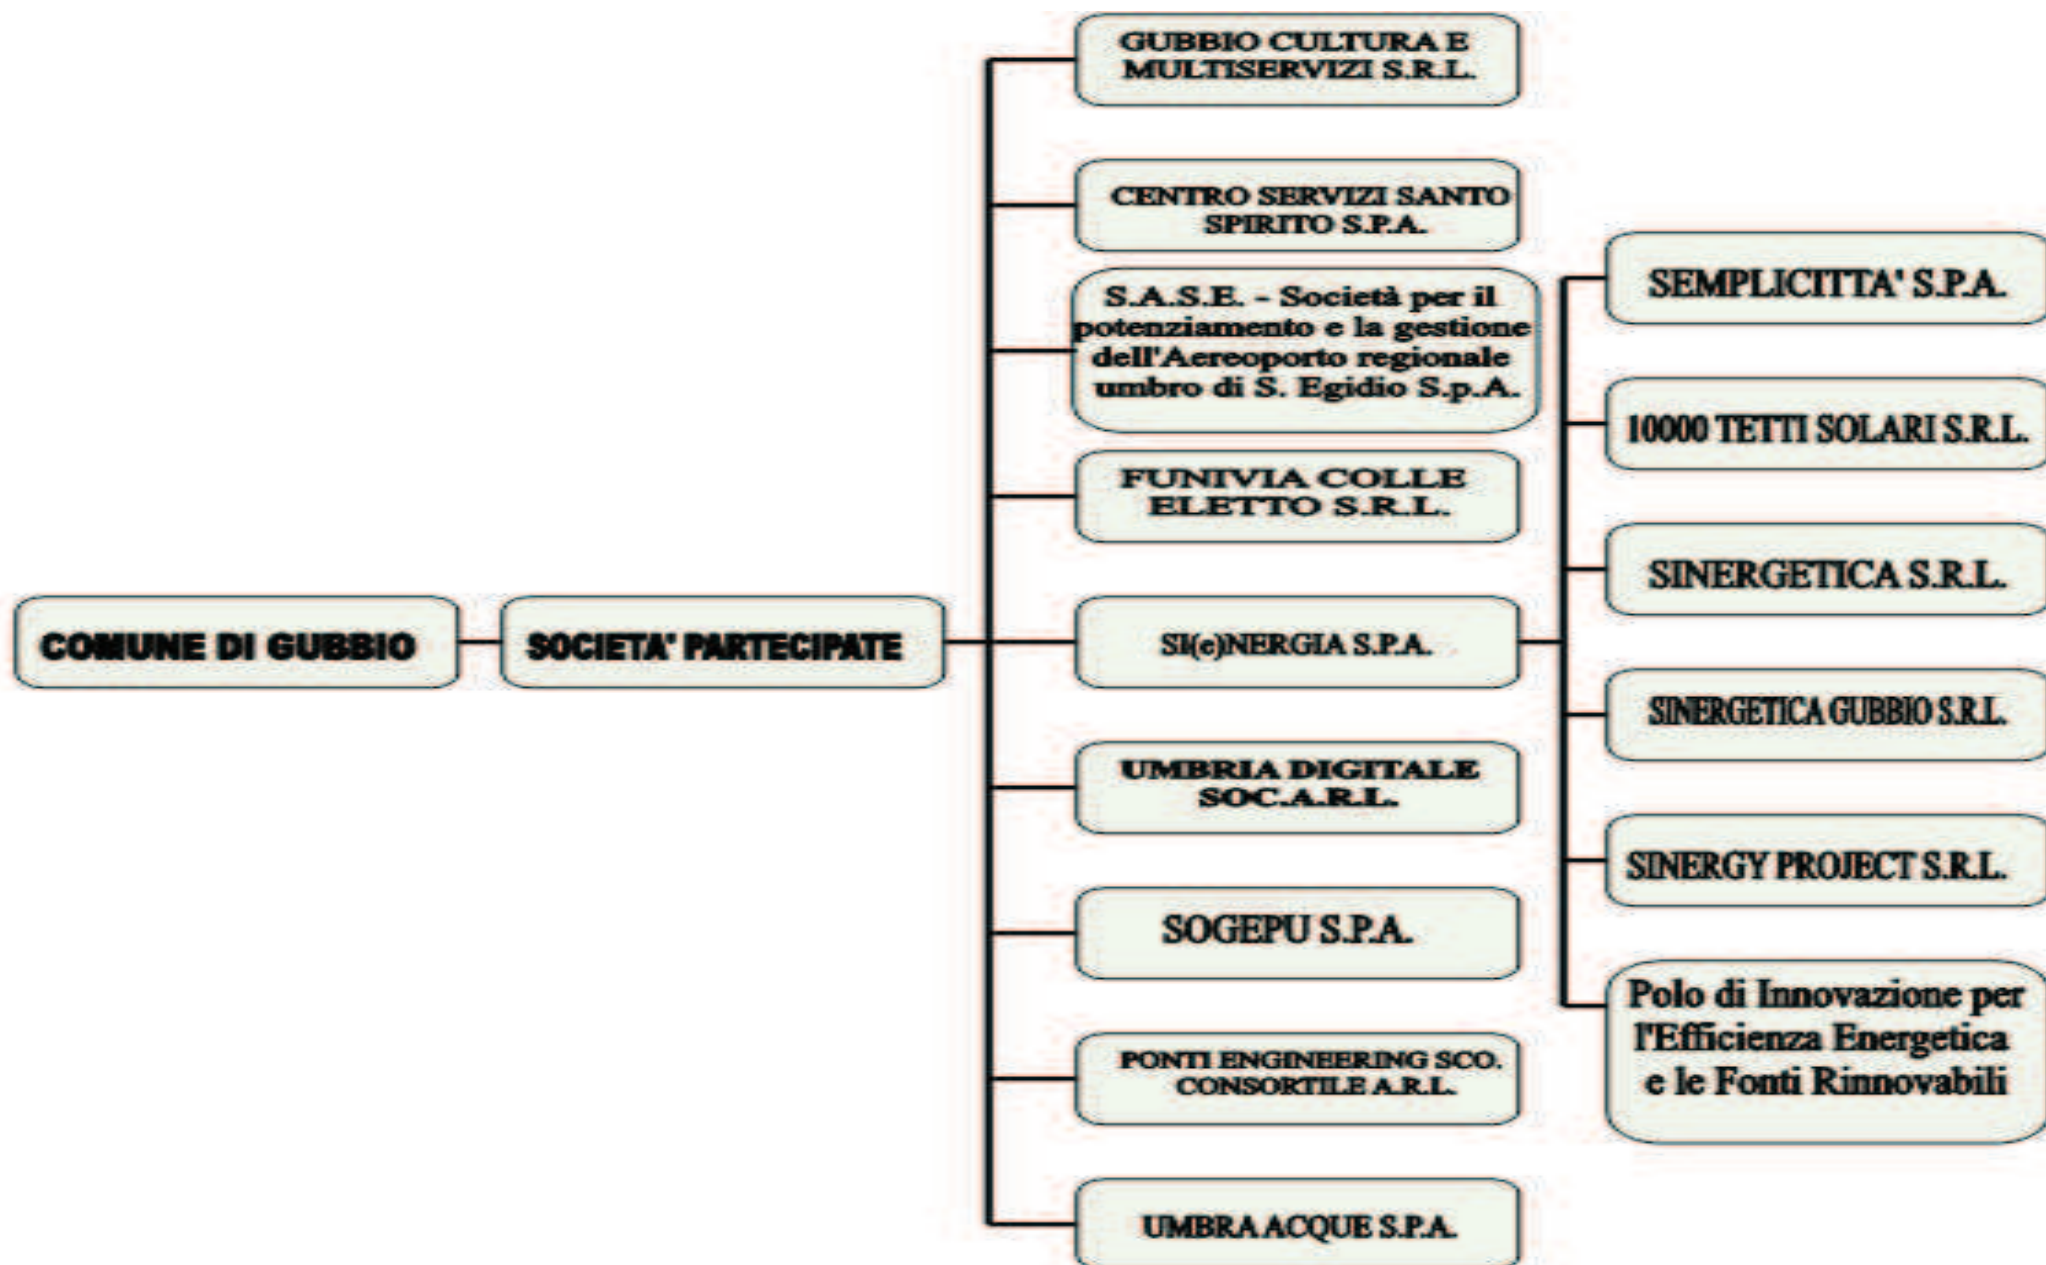 COMUNE DI GUBBIO
SOCIETA' PARTECIPATE
GUBBIO CULTURA E
MULTISERVIZI S.R.L.
CENTRO SERVIZI SANTO
SPIRITO S.P.A.
S.A.S.E. - Società per il
potenziamento e la gestione
dell'Aereoporto regionale
umbro di S. Egidio S.p.A.
FUNIVIA COLLE
ELETTO S.R.L.
SI(e)NERGIA S.P.A.
UMBRIA DIGITALE
SOC.A.R.L.
SOGEPU S.P.A.
PONTI ENGINEERING SCO.
CONSORTILE A.R.L.
UMBRA ACQUE S.P.A.
SEMPLICITTA' S.P.A.
10000 TETTI SOLARI S.R.L.
SINERGETICA S.R.L.
SINERGETICA GUBBIO S.R.L.
SINERGY PROJECT S.R.L.
Polo di Innovazione per
l'Efficienza Energetica
e le Fonti Rinnovabili